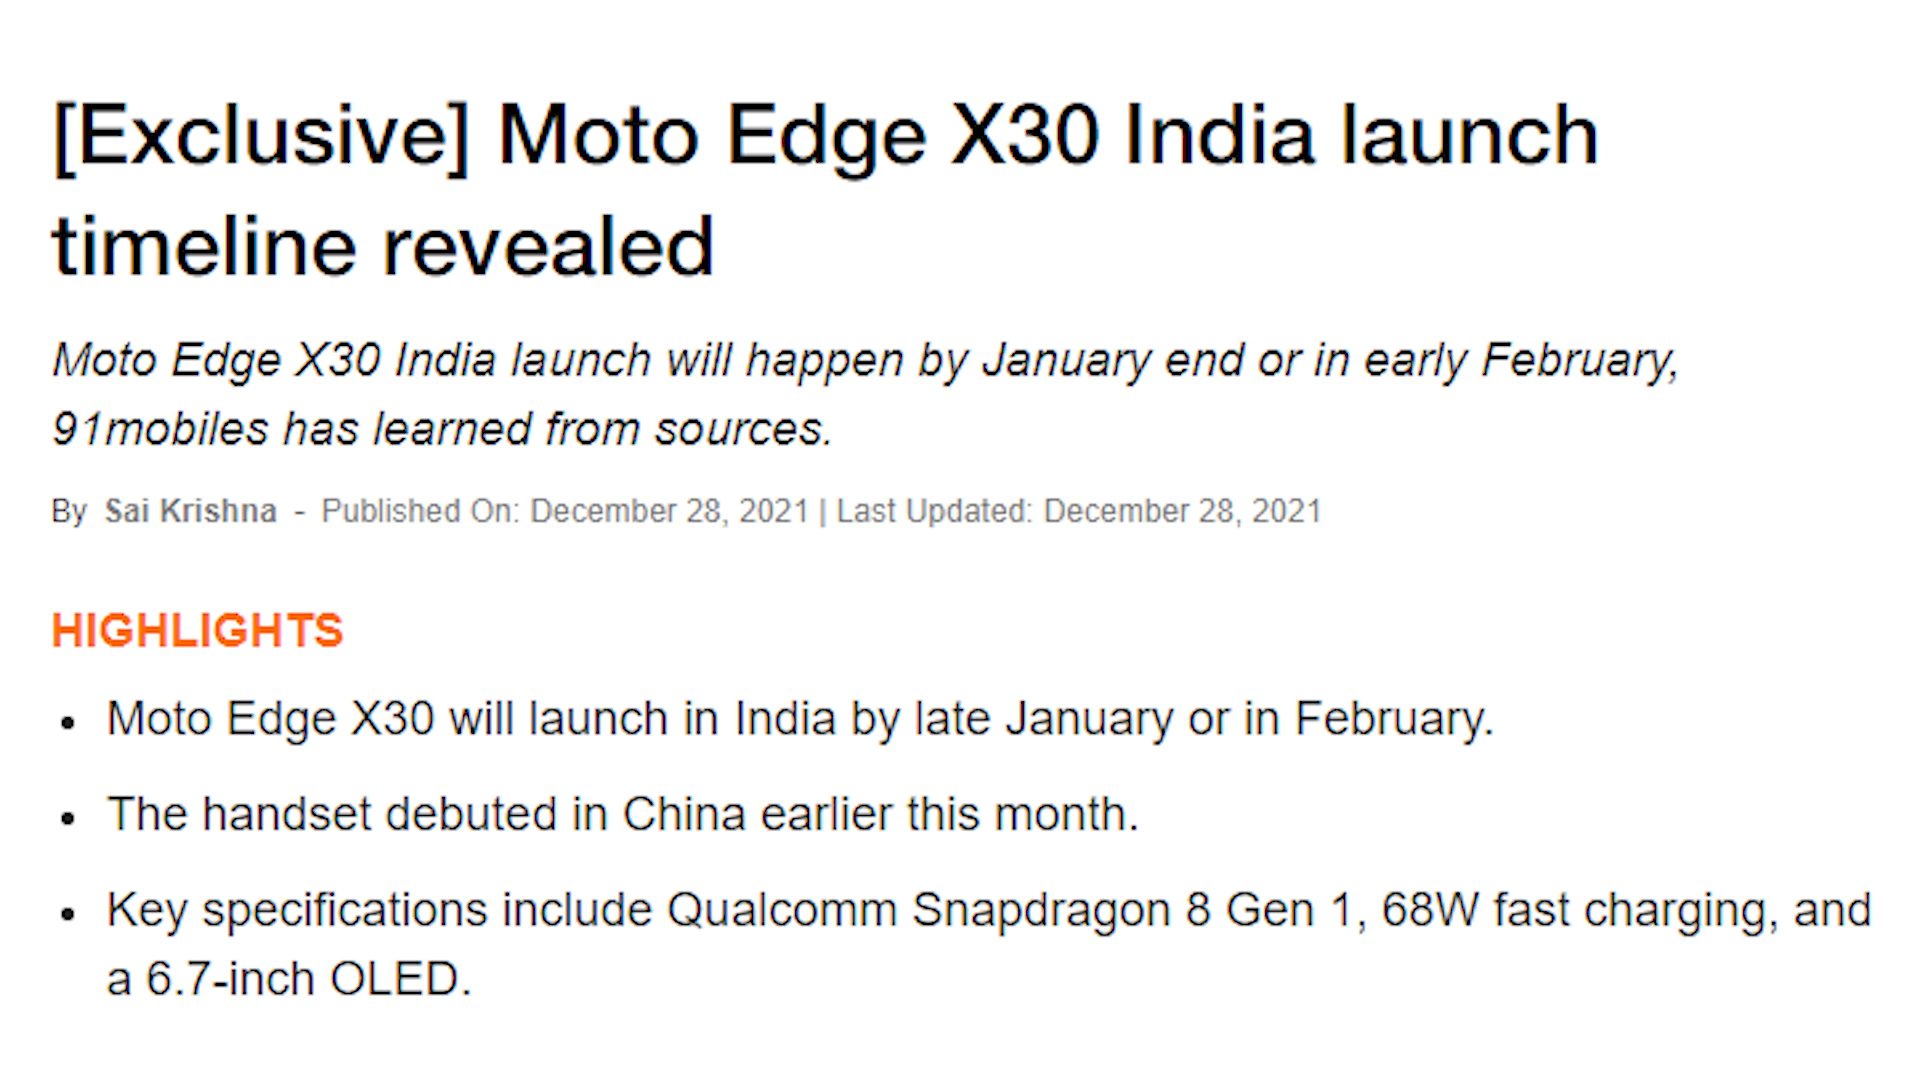 [Exclusive] Moto Edge X30 India launch
timeline revealed
Moto Edge X30 India launch will happen by January end or in early February,
91mobiles has learned from sources.
By Sai Krishna - Published On: December 28, 2021 | Last Updated: December 28, 2021
HIGHLIGHTS
• Moto Edge X30 will launch in India by late January or in February.
• The handset debuted in China earlier this month.
• Key specifications include Qualcomm Snapdragon 8 Gen 1, 68W fast charging, and
a 6.7-inch OLED.